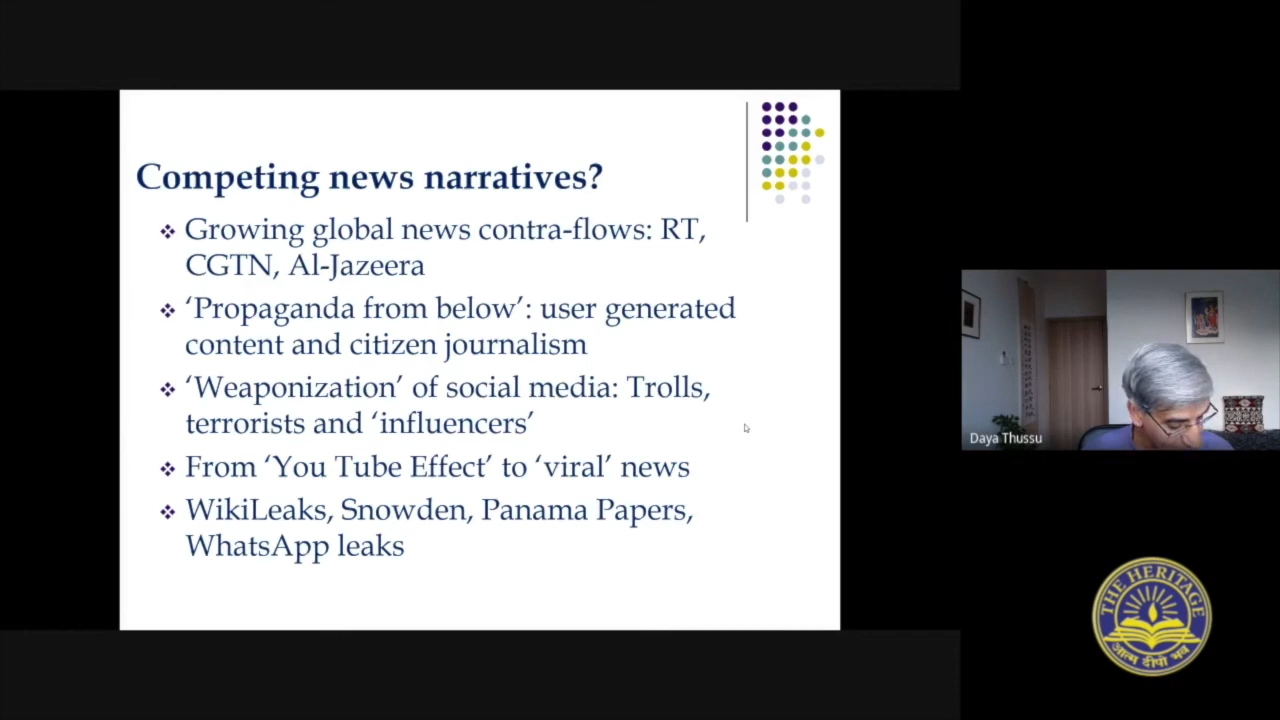 Competing news narratives?
❖ Growing global news contra-flows: RT,
CGTN, Al-Jazeera
❖ ‘Propaganda from below’: user generated
content and citizen journalism
❖ ‘Weaponization’ of social media: Trolls,
terrorists and ‘influencers’
❖ From ‘You Tube Effect’ to ‘viral’ news
❖ WikiLeaks, Snowden, Panama Papers,
WhatsApp leaks
Daya Thussu
THE HERITAGE
आत्म दीपो भव